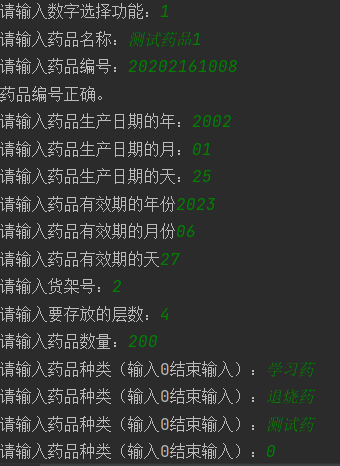 请输入数字选择功能：1
请输入药品名称：测试药品1
请输入药品编号：20202161008
药品编号正确。
请输入药品生产日期的年：2002
请输入药品生产日期的月：01
请输入药品生产日期的天：25
请输入药品有效期的年份2023
请输入药品有效期的月份06
请输入药品有效期的天27
请输入货架号：2
请输入要存放的层数：4
请输入药品数量：200
请输入药品种类（输入0结束输入）：学习药
请输入药品种类（输入0结束输入）：退烧药
请输入药品种类（输入0结束输入）：测试药
请输入药品种类（输入0结束输入）：0